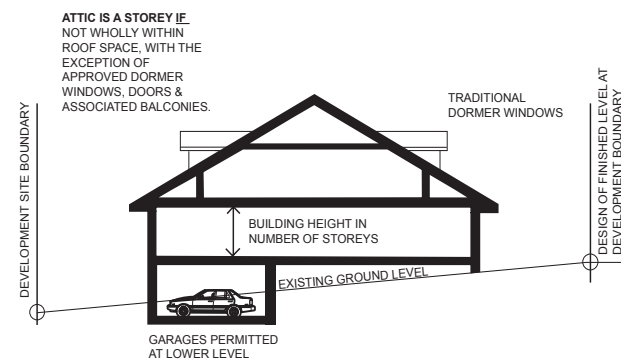 ATTIC IS A STOREY IF
NOT WHOLLY WITHIN
ROOF SPACE, WITH THE
EXCEPTION OF
APPROVED DORMER
WINDOWS, DOORS &
ASSOCIATED BALCONIES.
TRADITIONAL
DORMER WINDOWS
DEVELOPMENT SITE BOUNDARY
DESIGN OF FINISHED LEVEL AT
DEVELOPMENT BOUNDARY
BUILDING HEIGHT IN
NUMBER OF STOREYS
EXISTING GROUND LEVEL
GARAGES PERMITTED
AT LOWER LEVEL